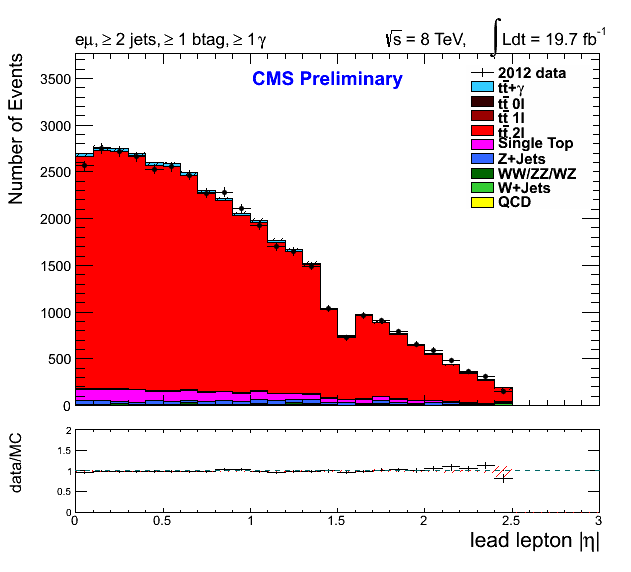 eμ, ≥ 2 jets, ≥ 1 btag, ≥ 1 γ √s = 8 TeV, ∫ Ldt = 19.7 fb⁻¹
CMS Preliminary
Number of Events
3500
3000
2500
2000
1500
1000
500
0
2012 data
tt̄+γ
tt̄ 0l
tt̄ 1l
tt̄ 2l
Single Top
Z+Jets
WW/ZZ/WZ
W+Jets
QCD
data/MC
2
1.5
1
0.5
0
0 0.5 1 1.5 2 2.5 3
lead lepton |η|